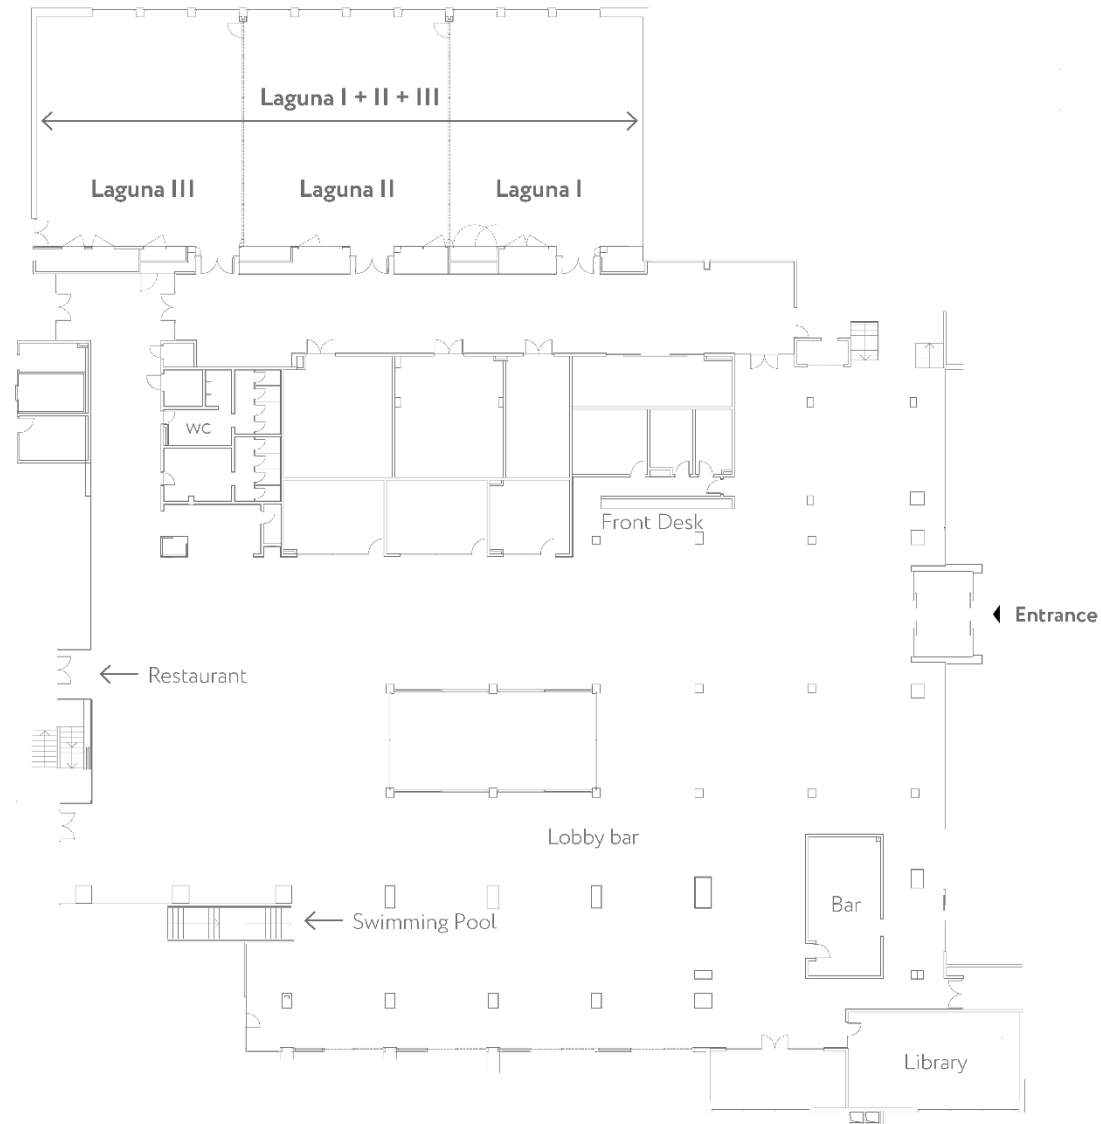 Laguna I + II + III
Laguna III
Laguna II
Laguna I
WC
Front Desk
Entrance
Restaurant
Lobby bar
Bar
Swimming Pool
Library